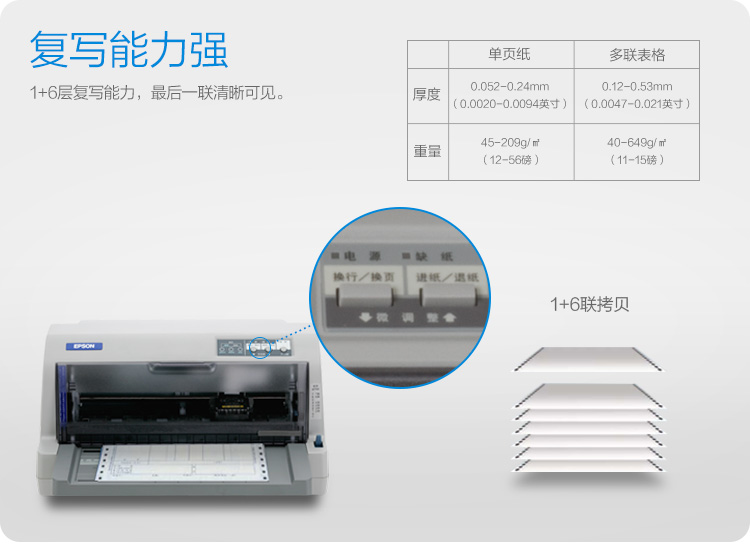 复写能力强
1+6层复写能力，最后一联清晰可见。
单页纸 多联表格
厚度 0.052-0.24mm 0.12-0.53mm
（0.0020-0.0094英寸） （0.0047-0.021英寸）
重量 45-209g/㎡ 40-649g/㎡
（12-56磅） （11-15磅）
电 源 缺 纸
换行／换页 进纸／退纸
微 调 整
1+6联拷贝
EPSON